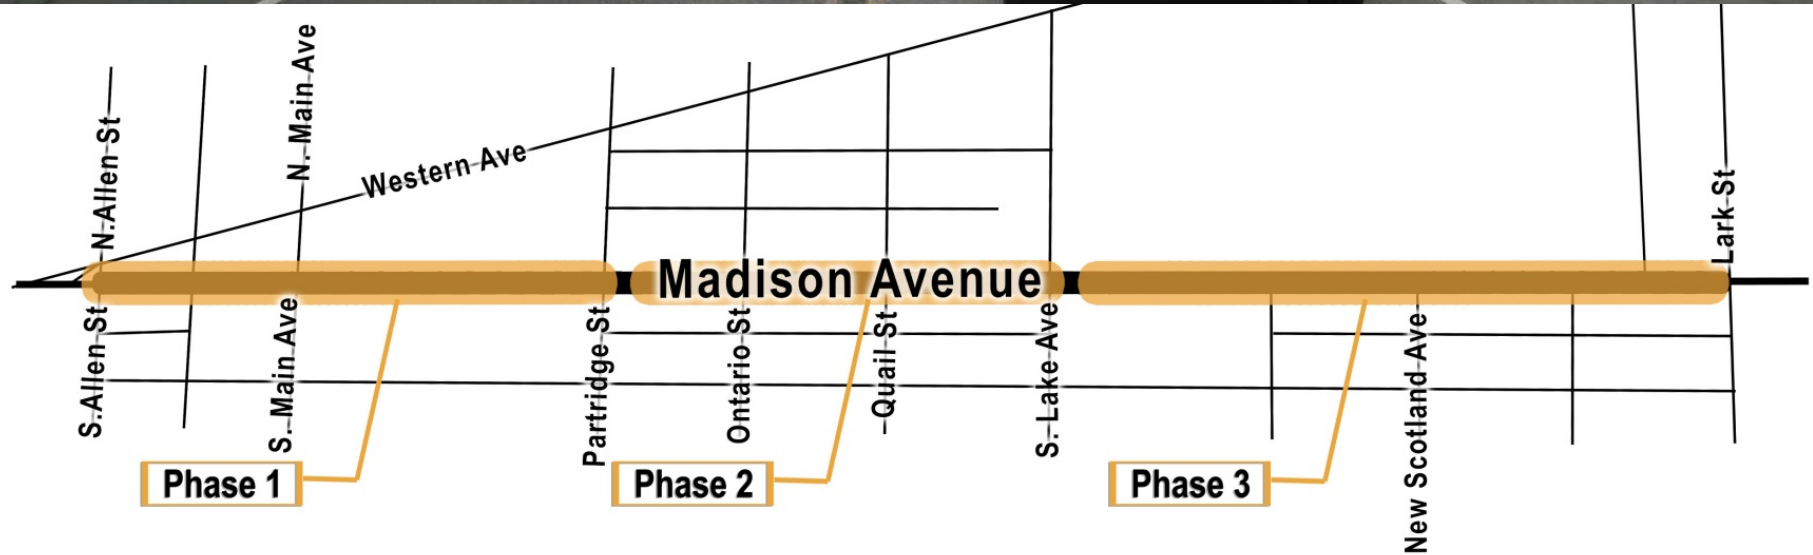 N.Allen St
N. Main Ave
Western Ave
Lark St
Madison Avenue
S.Allen St
S. Main Ave
Partridge St
Ontario St
Quail St
S. Lake Ave
New Scotland Ave
Phase 1
Phase 2
Phase 3